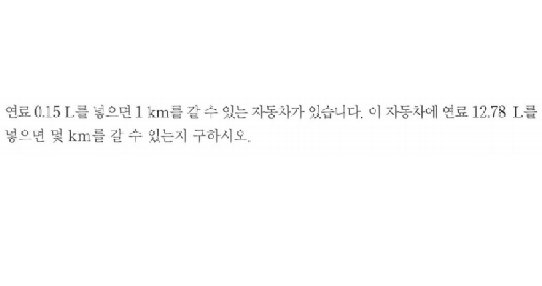 연료 0.15 L를 넣으면 1 km를 갈 수 있는 자동차가 있습니다. 이 자동차에 연료 12.78 L를
넣으면 몇 km를 갈 수 있는지 구하시오.